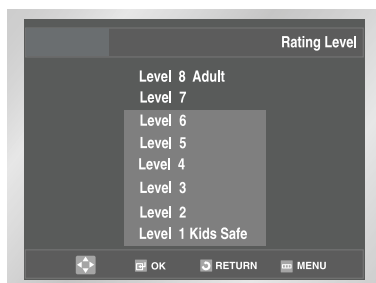 Rating Level
Level 8 Adult
Level 7
Level 6
Level 5
Level 4
Level 3
Level 2
Level 1 Kids Safe
OK RETURN MENU